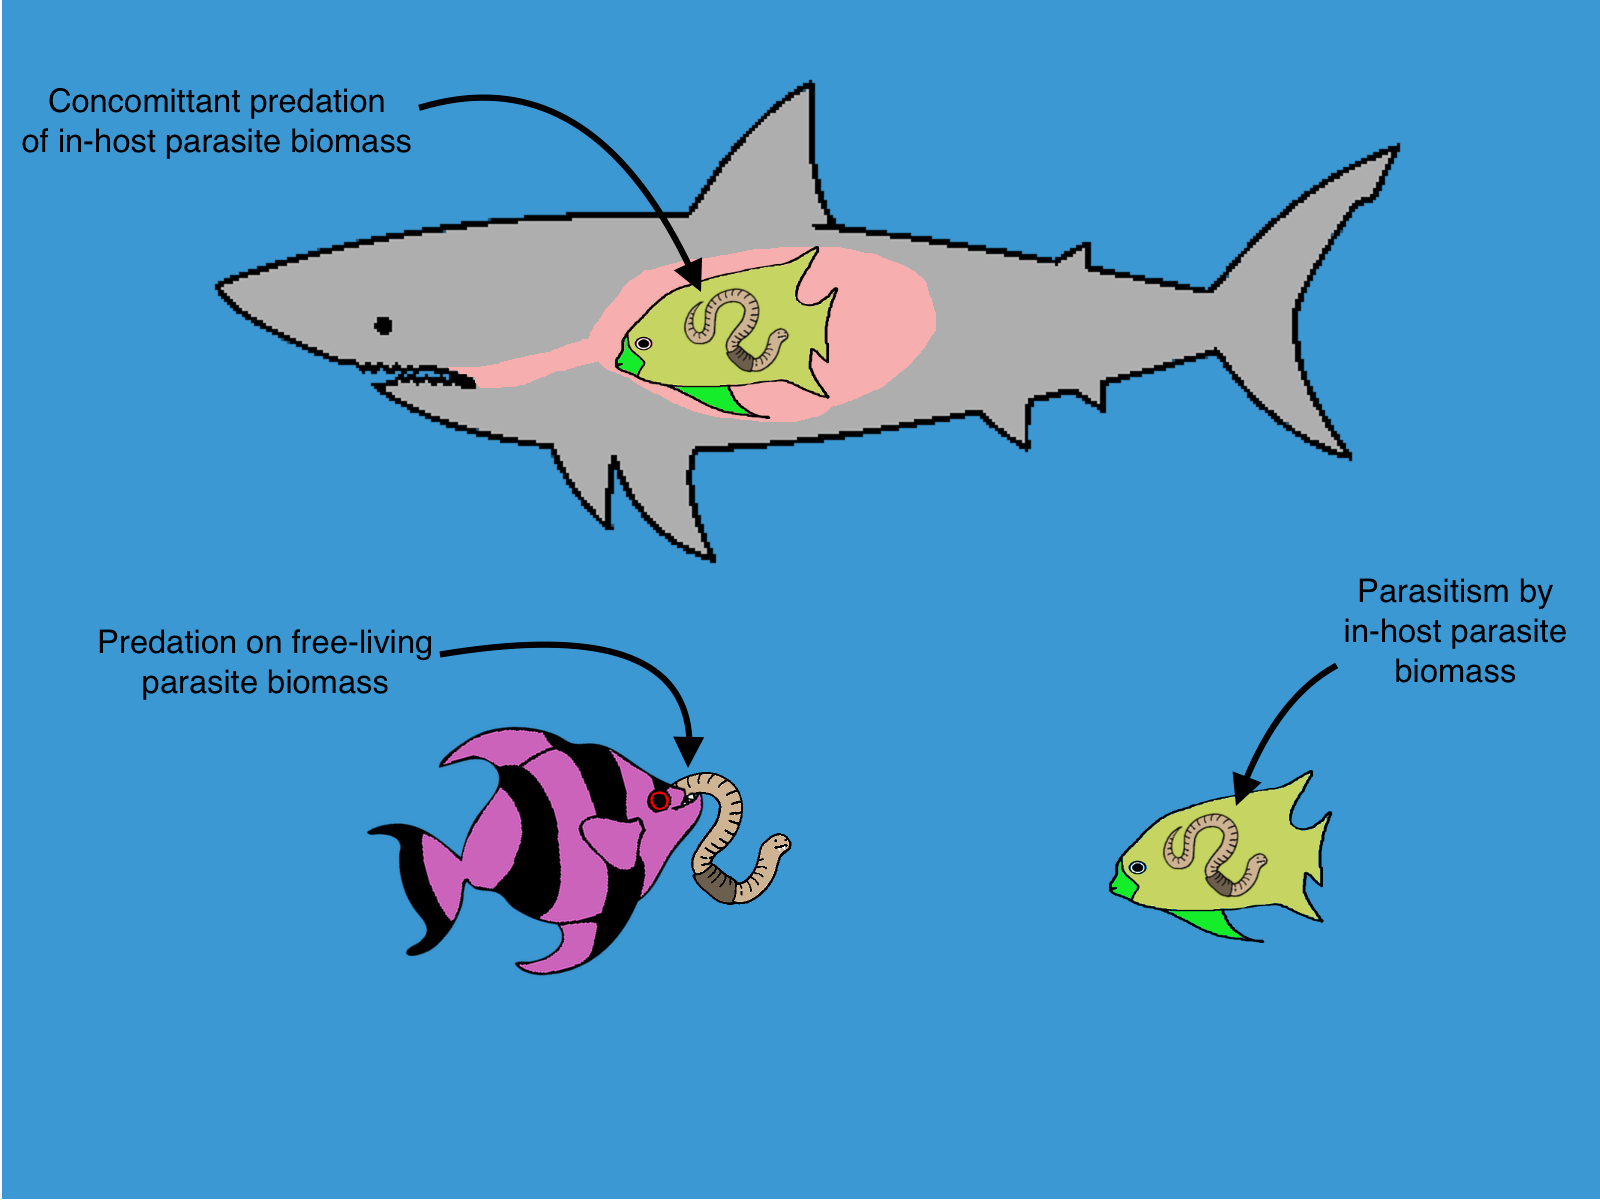 Concomittant predation
of in-host parasite biomass
Predation on free-living
parasite biomass
Parasitism by
in-host parasite
biomass